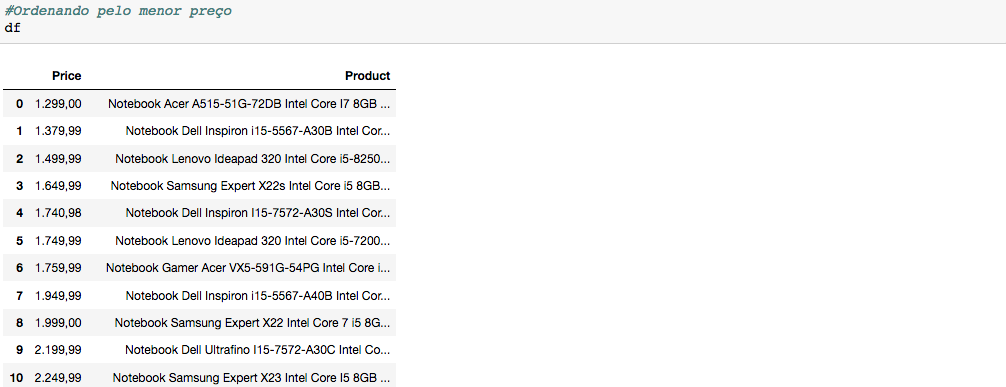 #Ordenando pelo menor preço
df
Price Product
0 1.299,00 Notebook Acer A515-51G-72DB Intel Core I7 8GB ...
1 1.379,99 Notebook Dell Inspiron i15-5567-A30B Intel Cor...
2 1.499,99 Notebook Lenovo Ideapad 320 Intel Core i5-8250...
3 1.649,99 Notebook Samsung Expert X22s Intel Core i5 8GB...
4 1.740,98 Notebook Dell Inspiron I15-7572-A30S Intel Cor...
5 1.749,99 Notebook Lenovo Ideapad 320 Intel Core i5-7200...
6 1.759,99 Notebook Gamer Acer VX5-591G-54PG Intel Core i...
7 1.949,99 Notebook Dell Inspiron i15-5567-A40B Intel Cor...
8 1.999,00 Notebook Samsung Expert X22 Intel Core 7 i5 8G...
9 2.199,99 Notebook Dell Ultrafino I15-7572-A30C Intel Co...
10 2.249,99 Notebook Samsung Expert X23 Intel Core I5 8GB ...